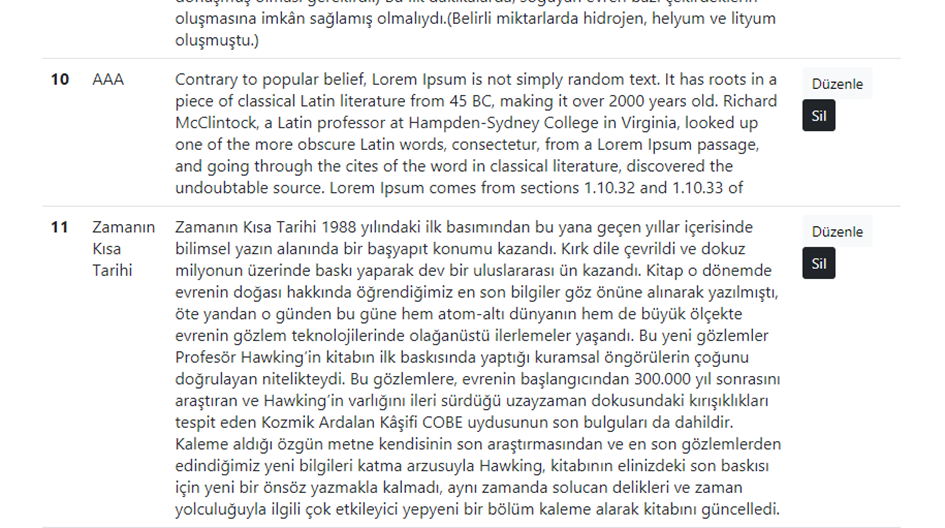 oluşmasına imkân sağlamış olmalıydı.(Belirli miktarlarda hidrojen, helyum ve lityum
oluşmuştu.)
10 AAA Contrary to popular belief, Lorem Ipsum is not simply random text. It has roots in a Düzenle
piece of classical Latin literature from 45 BC, making it over 2000 years old. Richard
McClintock, a Latin professor at Hampden-Sydney College in Virginia, looked up Sil
one of the more obscure Latin words, consectetur, from a Lorem Ipsum passage,
and going through the cites of the word in classical literature, discovered the
undoubtable source. Lorem Ipsum comes from sections 1.10.32 and 1.10.33 of
11 Zamanın Zamanın Kısa Tarihi 1988 yılındaki ilk basımından bu yana geçen yıllar içerisinde Düzenle
Kısa bilimsel yazın alanında bir başyapıt konumu kazandı. Kırk dile çevrildi ve dokuz
Tarihi milyonun üzerinde baskı yaparak dev bir uluslararası ün kazandı. Kitap o dönemde Sil
evrenin doğası hakkında öğrendiğimiz en son bilgiler göz önüne alınarak yazılmıştı,
öte yandan o günden bu güne hem atom-altı dünyanın hem de büyük ölçekte
evrenin gözlem teknolojilerinde olağanüstü ilerlemeler yaşandı. Bu yeni gözlemler
Profesör Hawking’in kitabın ilk baskısında yaptığı kuramsal öngörülerin çoğunu
doğrulayan nitelikteydi. Bu gözlemlere, evrenin başlangıcından 300.000 yıl sonrasını
araştıran ve Hawking’in varlığını ileri sürdüğü uzayzaman dokusundaki kırışıklıkları
tespit eden Kozmik Ardalan Kâşifi COBE uydusunun son bulguları da dahildir.
Kaleme aldığı özgün metne kendisinin son araştırmasından ve en son gözlemlerden
edindiğimiz yeni bilgileri katma arzusuyla Hawking, kitabının elinizdeki son baskısı
için yeni bir önsöz yazmakla kalmadı, aynı zamanda solucan delikleri ve zaman
yolculuğuyla ilgili çok etkileyici yepyeni bir bölüm kaleme alarak kitabını güncelledi.